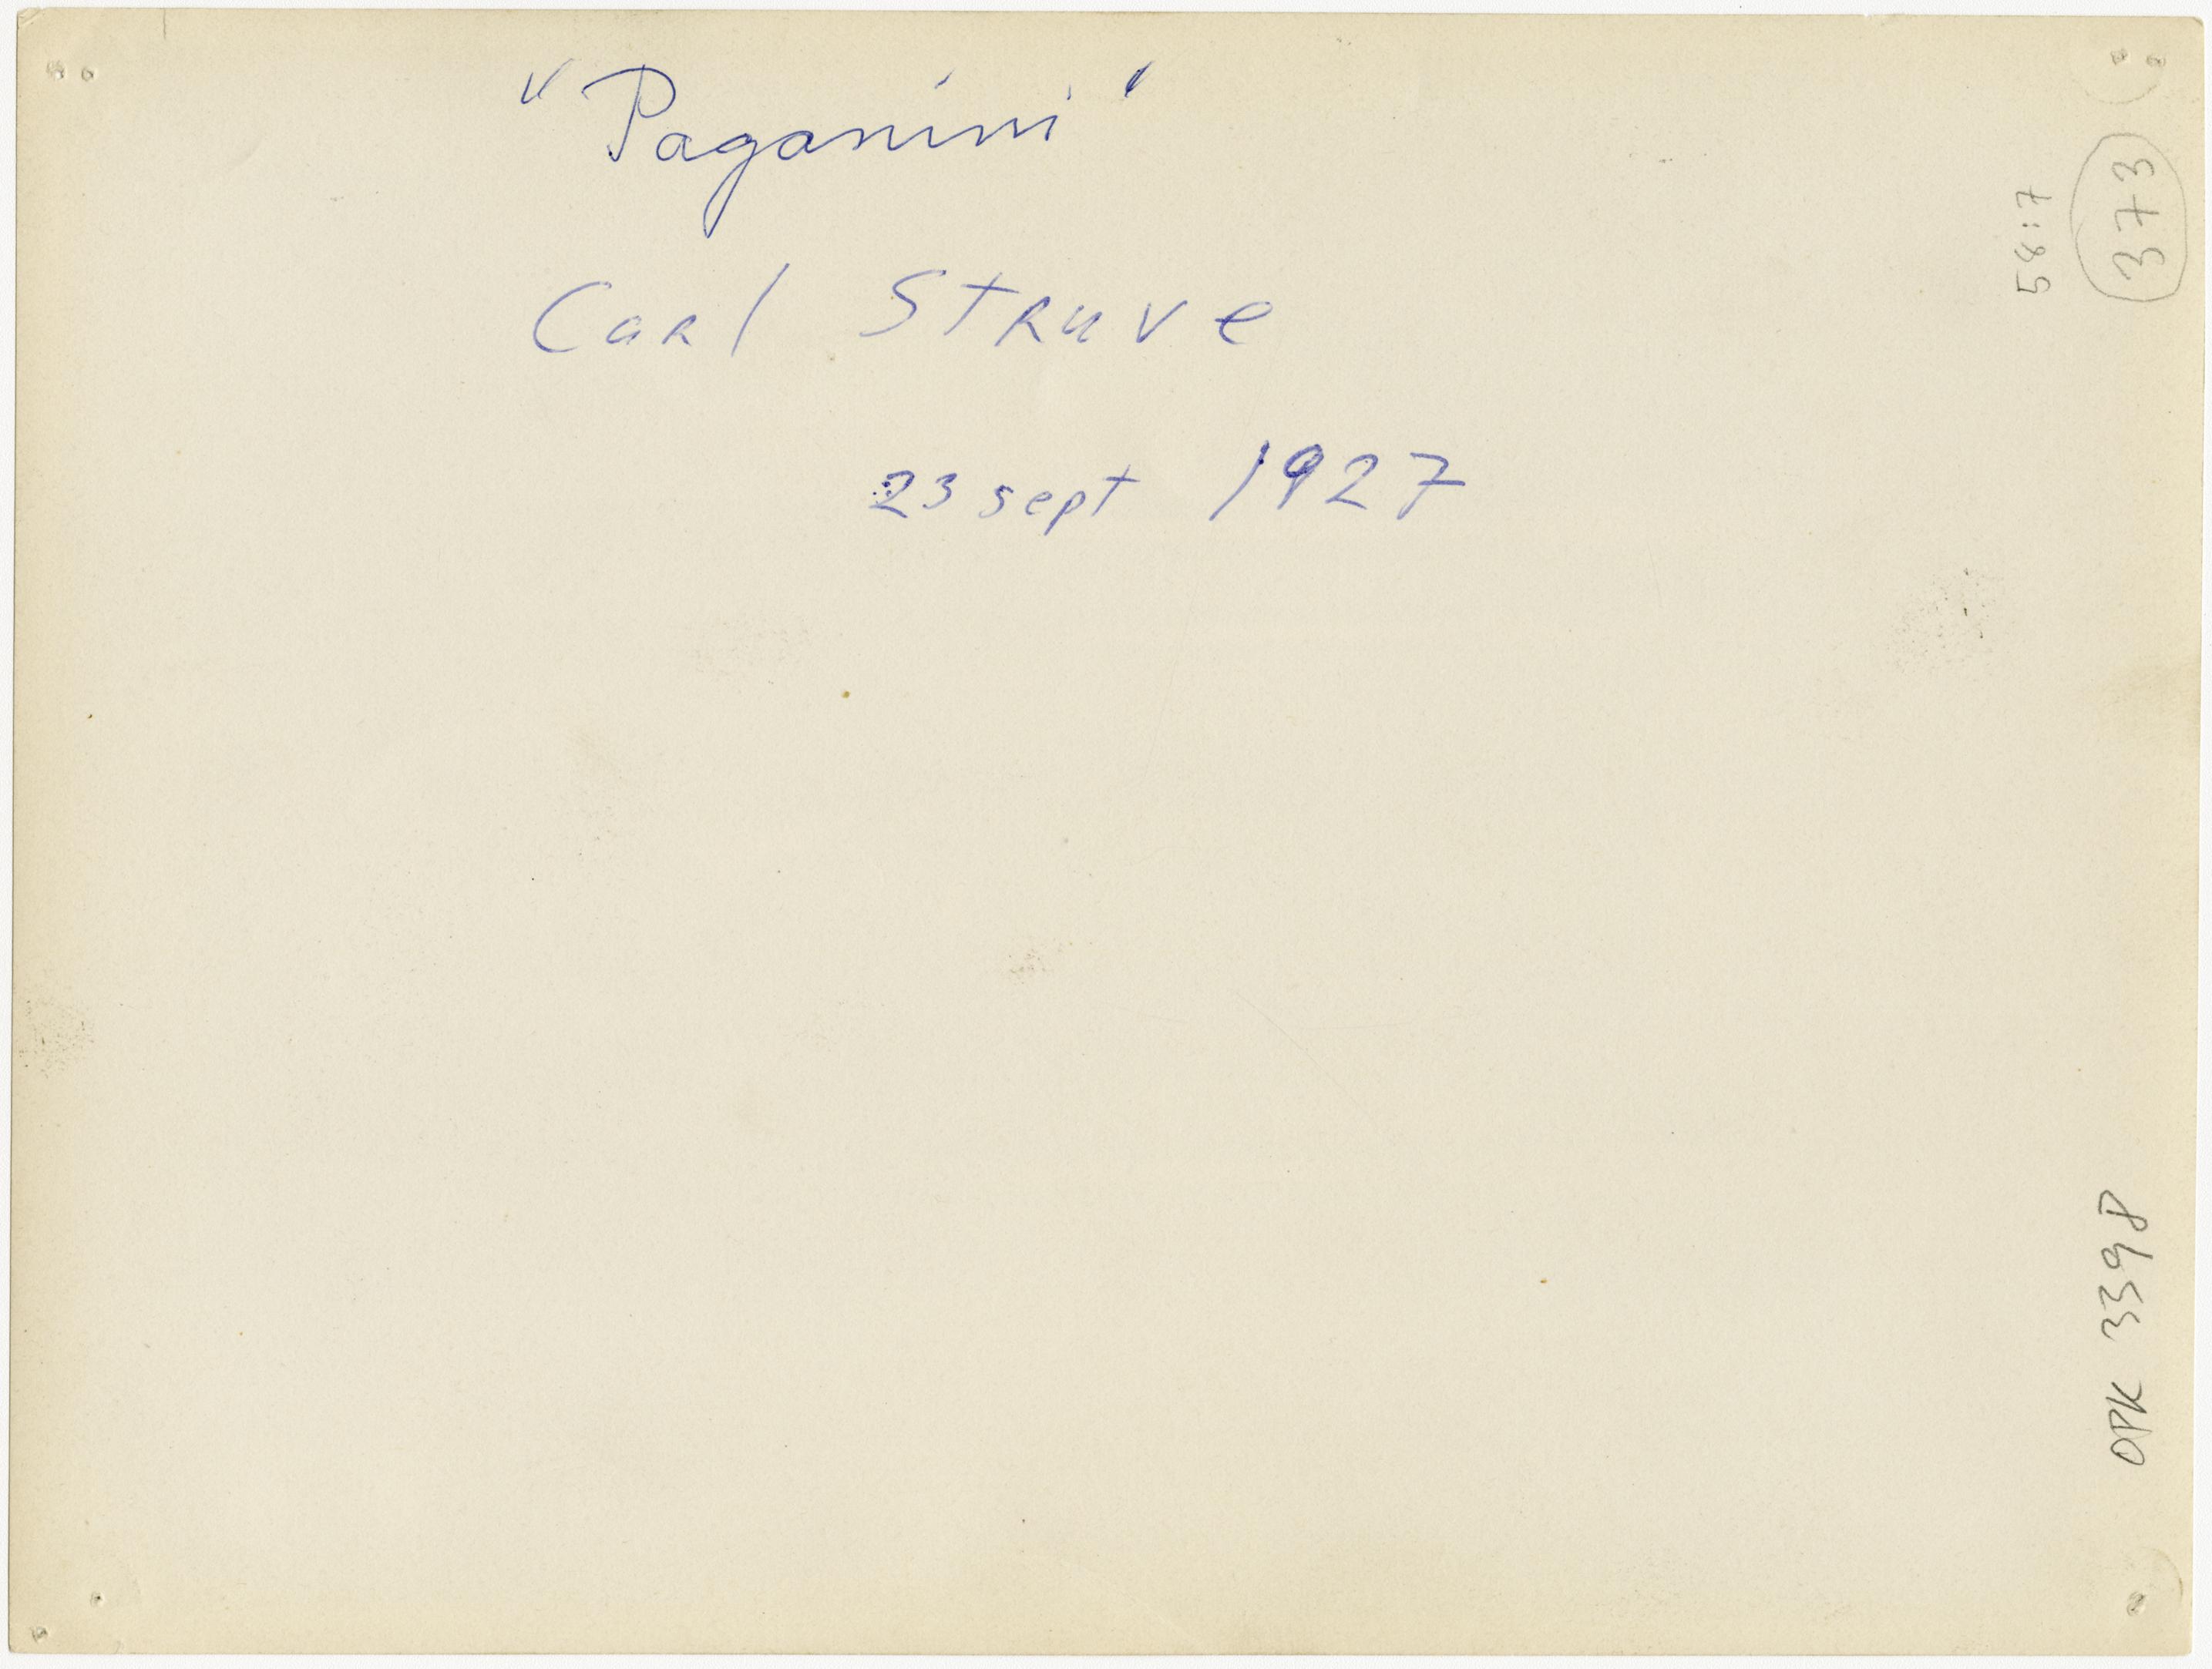 "Paganini"
Carl Struve
23 sept 1927
373
58:7
OPK 3398